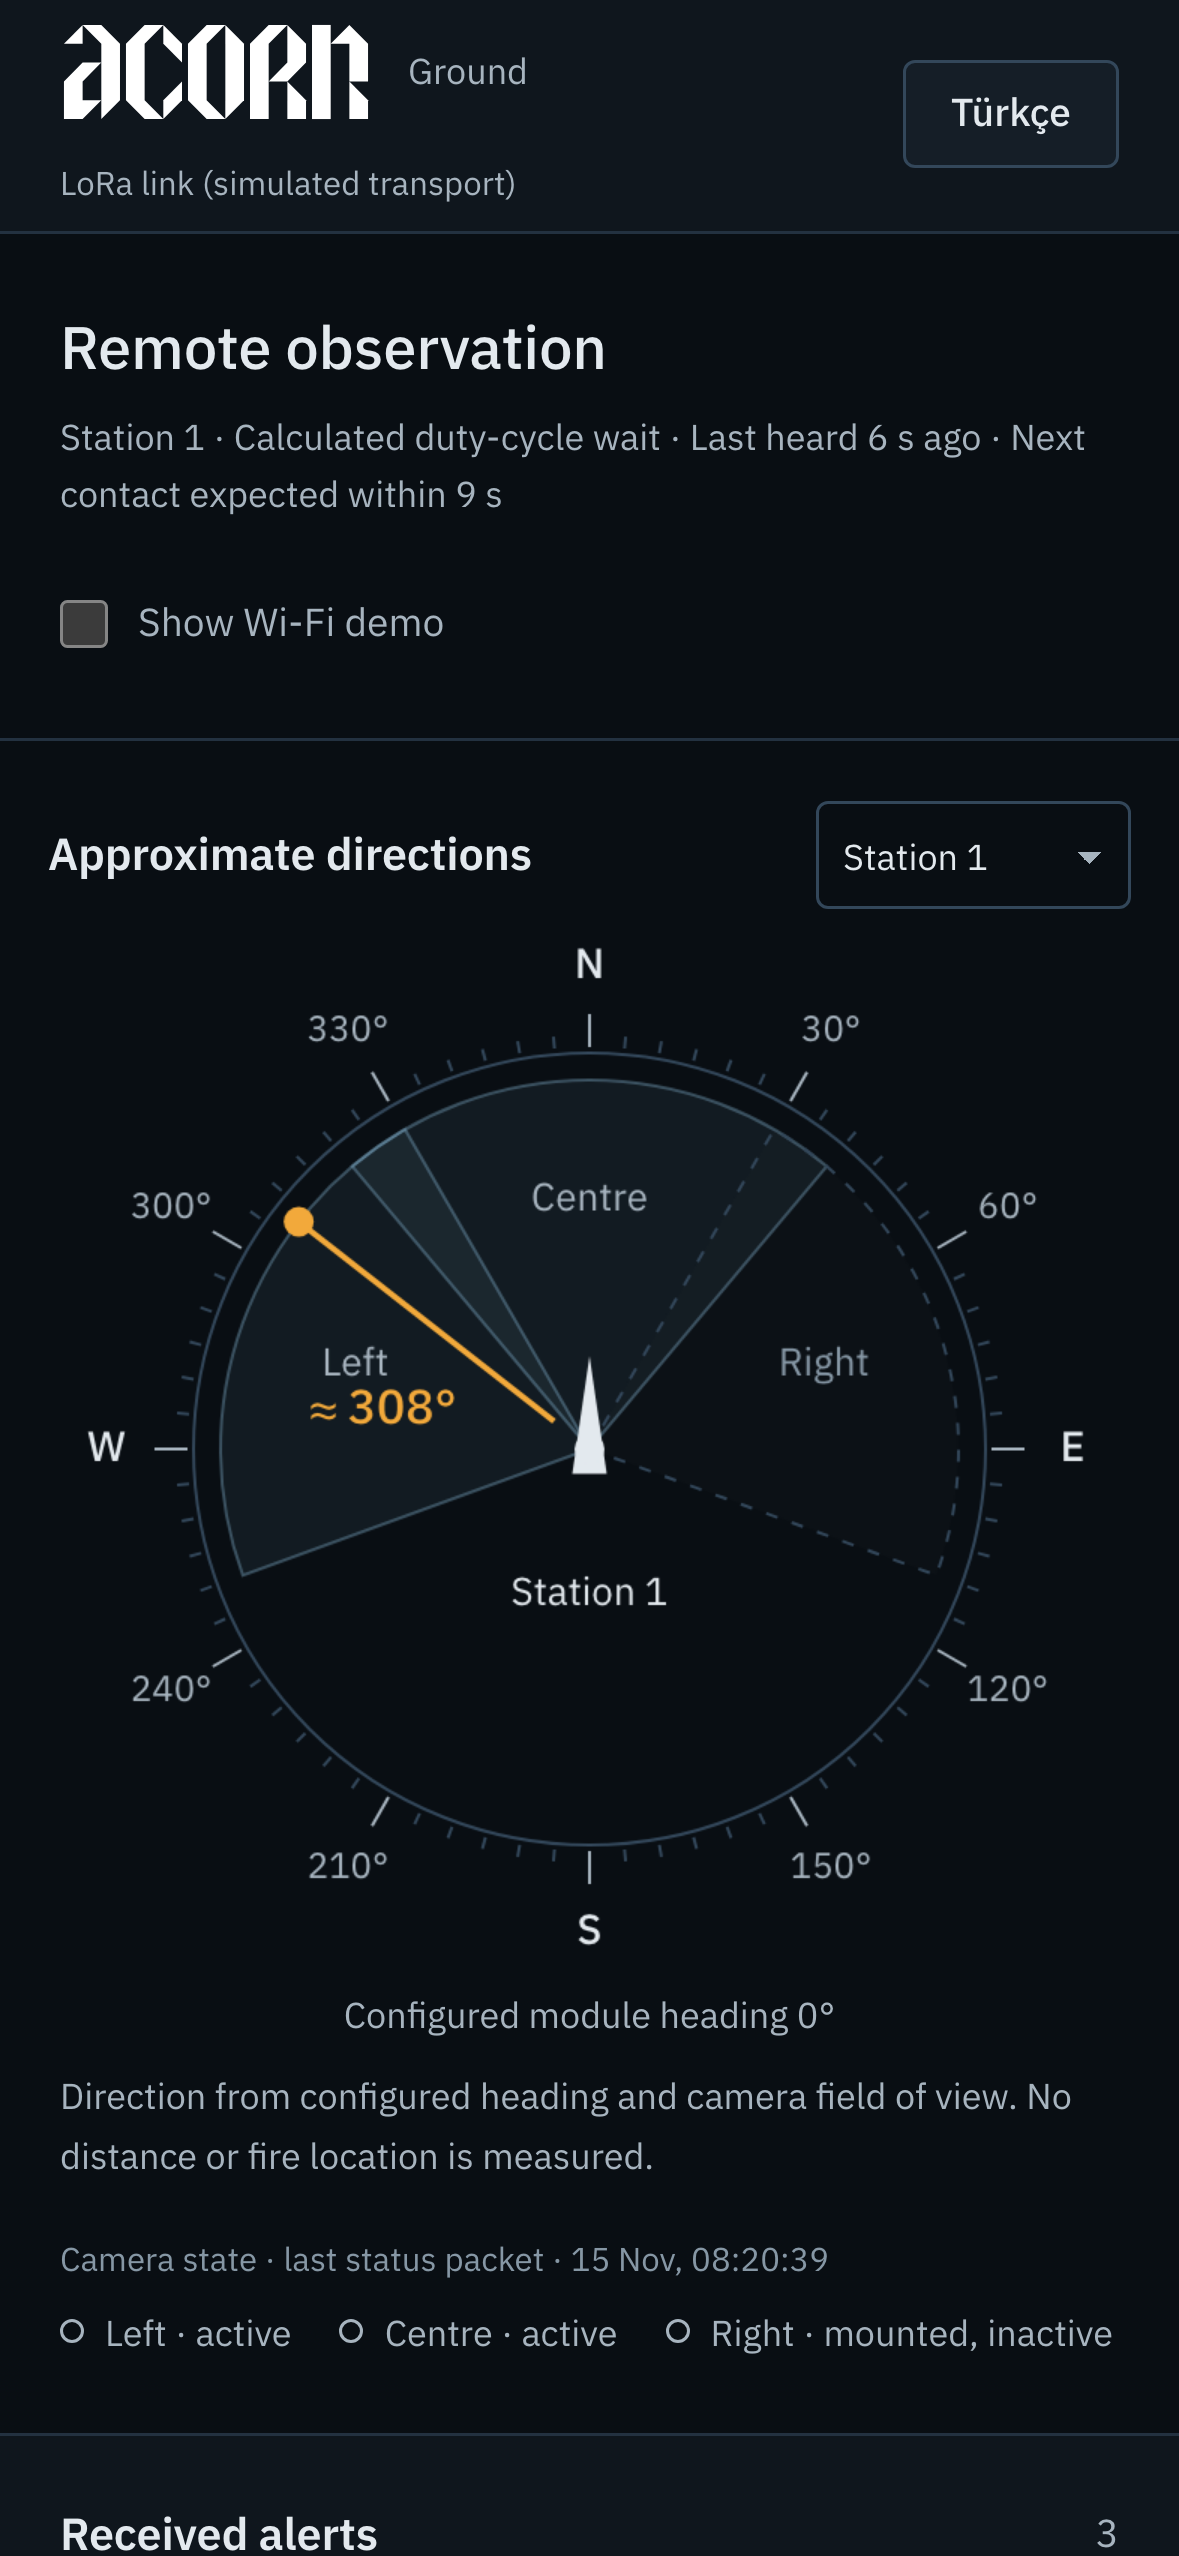 acorn
Ground
Türkçe
LoRa link (simulated transport)
Remote observation
Station 1 · Calculated duty-cycle wait · Last heard 6 s ago · Next
contact expected within 9 s
Show Wi-Fi demo
Approximate directions
Station 1
N
330°
30°
300°
Centre
60°
Left
Right
≈ 308°
W
E
Station 1
240°
120°
210°
150°
S
Configured module heading 0°
Direction from configured heading and camera field of view. No
distance or fire location is measured.
Camera state · last status packet · 15 Nov, 08:20:39
Left · active
Centre · active
Right · mounted, inactive
Received alerts
3